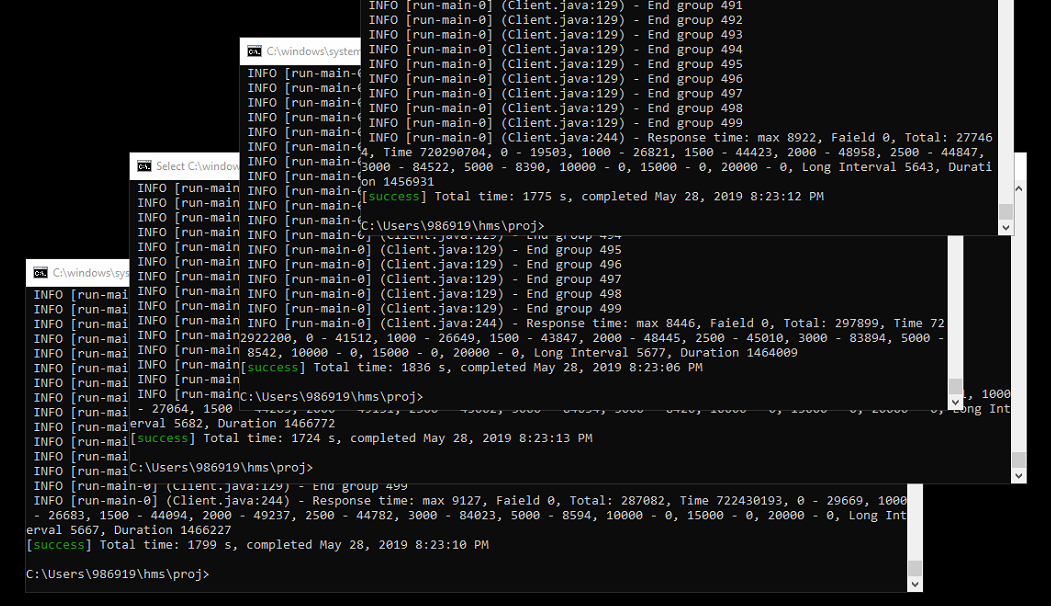 INFO [run-main-0] (Client.java:129) - End group 491
INFO [run-main-0] (Client.java:129) - End group 492
INFO [run-main-0] (Client.java:129) - End group 493
INFO [run-main-0] (Client.java:129) - End group 494
INFO [run-main-0] (Client.java:129) - End group 495
INFO [run-main-0] (Client.java:129) - End group 496
INFO [run-main-0] (Client.java:129) - End group 497
INFO [run-main-0] (Client.java:129) - End group 498
INFO [run-main-0] (Client.java:129) - End group 499
INFO [run-main-0] (Client.java:244) - Response time: max 8922, Faield 0, Total: 27746
4, Time 720290704, 0 - 19503, 1000 - 26821, 1500 - 44423, 2000 - 48958, 2500 - 44847,
3000 - 84522, 5000 - 8390, 10000 - 0, 15000 - 0, 20000 - 0, Long Interval 5643, Durati
on 1456931
[success] Total time: 1775 s, completed May 28, 2019 8:23:12 PM
C:\Users\986919\hms\proj>
C:\windows\system
INFO [run-main-0
INFO [run-main-0
INFO [run-main-0
INFO [run-main-0
INFO [run-main-0
INFO [run-main-0
INFO [run-main-0
INFO [run-main-0
INFO [run-main-0
INFO [run-main-0
INFO [run-main-0
INFO [run-main-0] (Client.java:129) - End group 494
INFO [run-main-0] (Client.java:129) - End group 495
INFO [run-main-0] (Client.java:129) - End group 496
INFO [run-main-0] (Client.java:129) - End group 497
INFO [run-main-0] (Client.java:129) - End group 498
INFO [run-main-0] (Client.java:129) - End group 499
INFO [run-main-0] (Client.java:244) - Response time: max 8446, Faield 0, Total: 297899, Time 72
2922200, 0 - 41512, 1000 - 26649, 1500 - 43847, 2000 - 48445, 2500 - 45010, 3000 - 83894, 5000 -
8542, 10000 - 0, 15000 - 0, 20000 - 0, Long Interval 5677, Duration 1464009
[success] Total time: 1836 s, completed May 28, 2019 8:23:06 PM
C:\Users\986919\hms\proj>
Select C:\window
INFO [run-main
INFO [run-main
INFO [run-main
INFO [run-main
INFO [run-main
INFO [run-main
INFO [run-main
INFO [run-main
INFO [run-main
INFO [run-main
INFO [run-main
INFO [run-main
INFO [run-main
INFO [run-main
INFO [run-main , 1000
- 27064, 1500 - 0, Long Int
erval 5682, Duration 1466772
[success] Total time: 1724 s, completed May 28, 2019 8:23:13 PM
C:\Users\986919\hms\proj>
C:\windows\sys
INFO [run-mai
INFO [run-mai
INFO [run-mai
INFO [run-mai
INFO [run-mai
INFO [run-mai
INFO [run-mai
INFO [run-mai
INFO [run-mai
INFO [run-mai
INFO [run-mai
INFO [run-mai
INFO [run-mai
INFO [run-main-0] (Client.java:129) - End group 499
INFO [run-main-0] (Client.java:244) - Response time: max 9127, Faield 0, Total: 287082, Time 722430193, 0 - 29669, 1000
- 26683, 1500 - 44094, 2000 - 49237, 2500 - 44782, 3000 - 84023, 5000 - 8594, 10000 - 0, 15000 - 0, 20000 - 0, Long Int
erval 5667, Duration 1466227
[success] Total time: 1799 s, completed May 28, 2019 8:23:10 PM
C:\Users\986919\hms\proj>